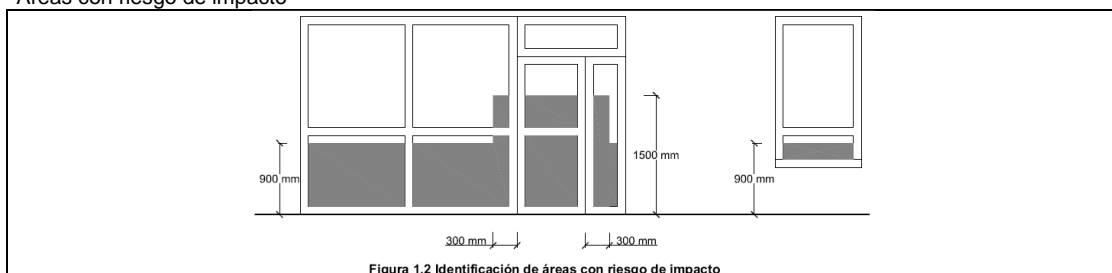 Áreas con riesgo de impacto
1500 mm
900 mm
900 mm
300 mm
300 mm
Figura 1.2 Identificación de áreas con riesgo de impacto